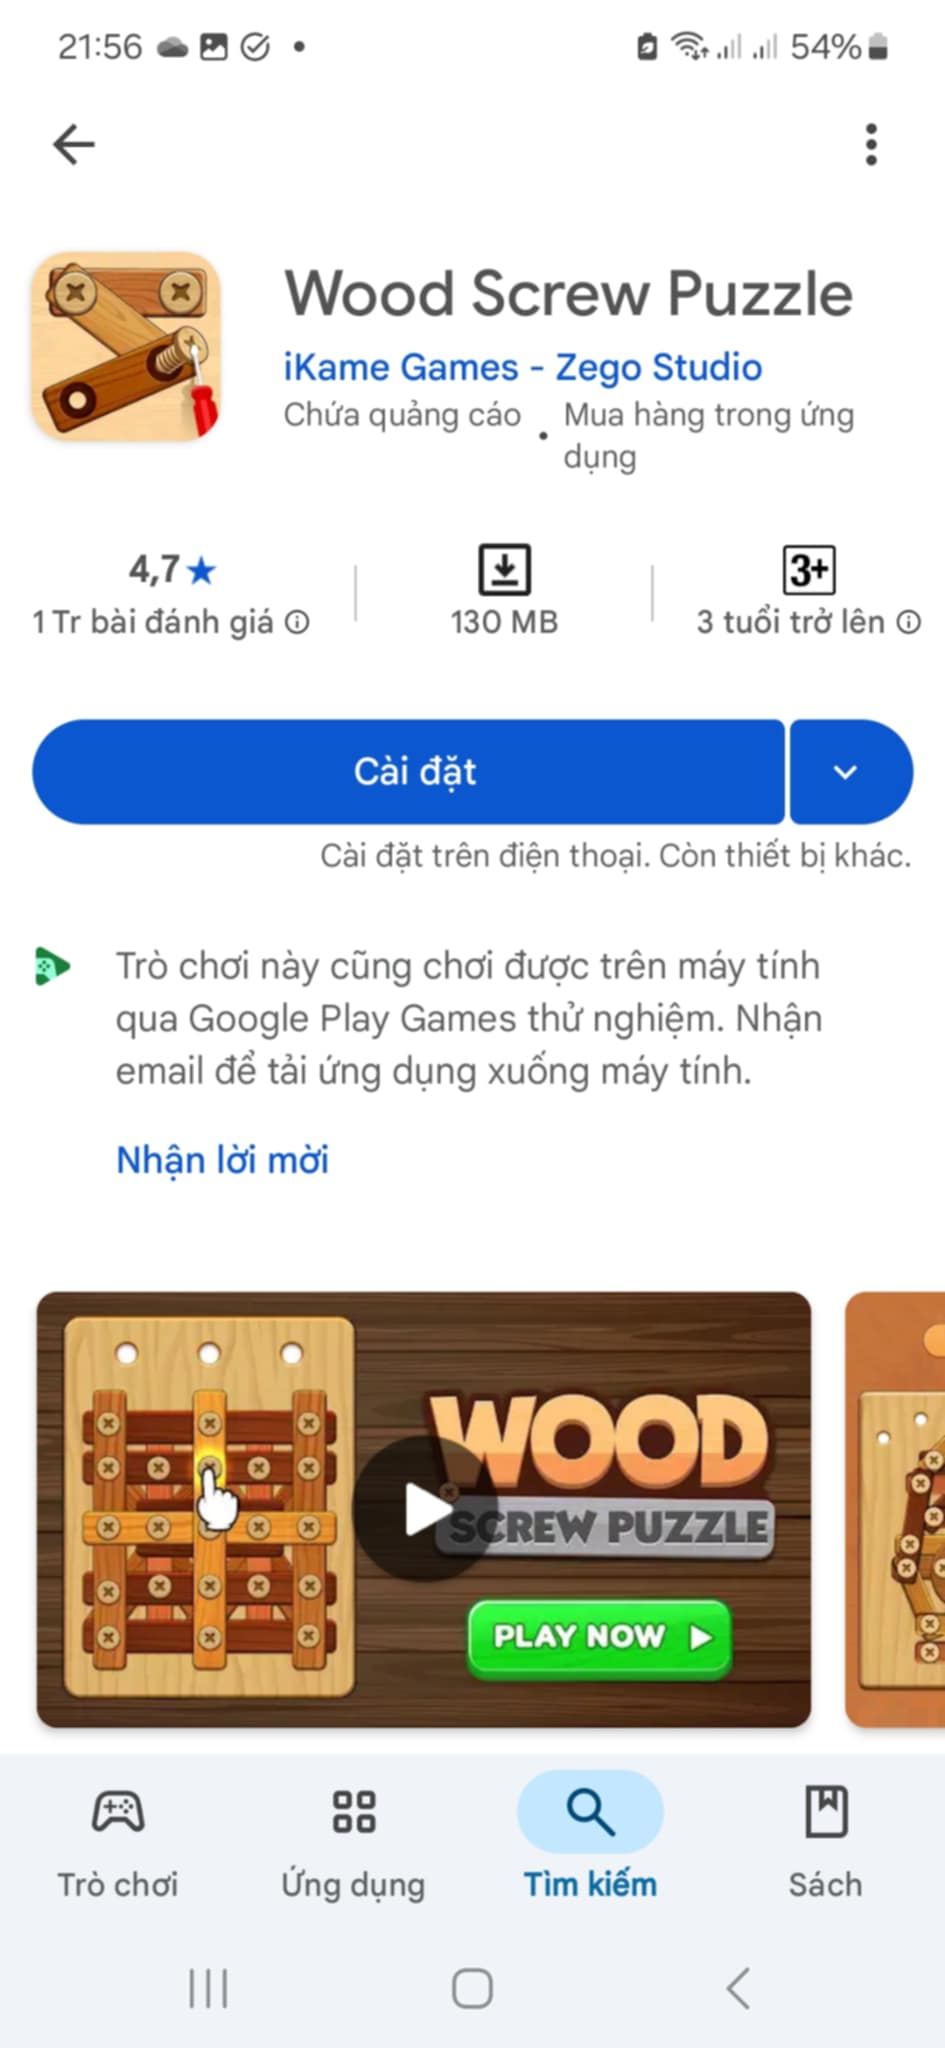 21:56
54%
Wood Screw Puzzle
iKame Games - Zego Studio
Chứa quảng cáo • Mua hàng trong ứng
dụng
4,7★
3+
1 Tr bài đánh giá
130 MB
3 tuổi trở lên
Cài đặt
Cài đặt trên điện thoại. Còn thiết bị khác.
Trò chơi này cũng chơi được trên máy tính
qua Google Play Games thử nghiệm. Nhận
email để tải ứng dụng xuống máy tính.
Nhận lời mời
WOOD
SCREW PUZZLE
PLAY NOW
Trò chơi
Ứng dụng
Tìm kiếm
Sách